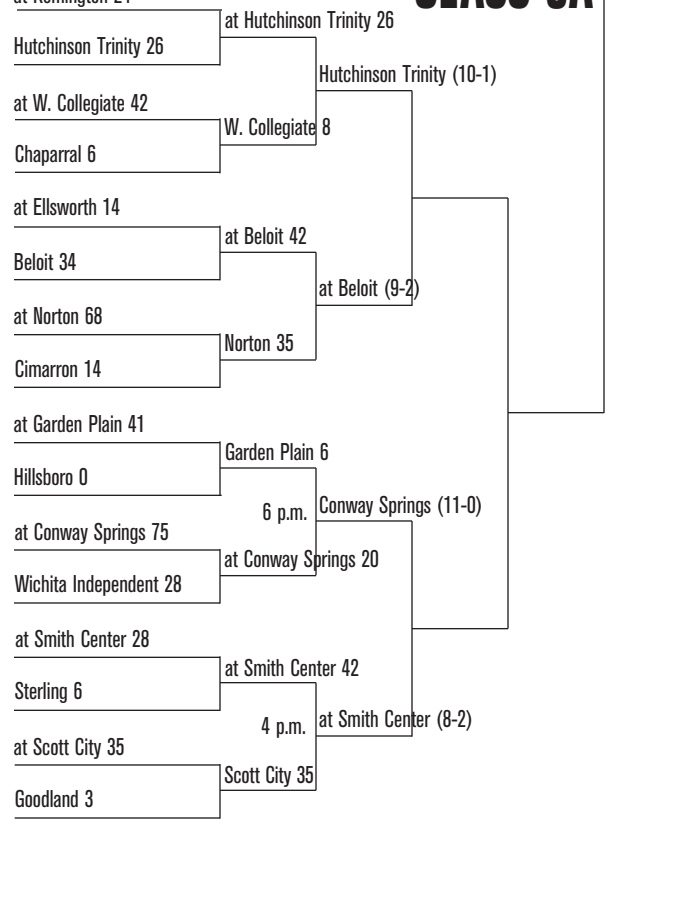 at Hutchinson Trinity 26
Hutchinson Trinity 26
Hutchinson Trinity (10-1)
at W. Collegiate 42
W. Collegiate 8
Chaparral 6
at Ellsworth 14
at Beloit 42
Beloit 34
at Beloit (9-2)
at Norton 68
Norton 35
Cimarron 14
at Garden Plain 41
Garden Plain 6
Hillsboro 0
Conway Springs (11-0)
6 p.m.
at Conway Springs 75
at Conway Springs 20
Wichita Independent 28
at Smith Center 28
at Smith Center 42
Sterling 6
at Smith Center (8-2)
4 p.m.
at Scott City 35
Scott City 35
Goodland 3